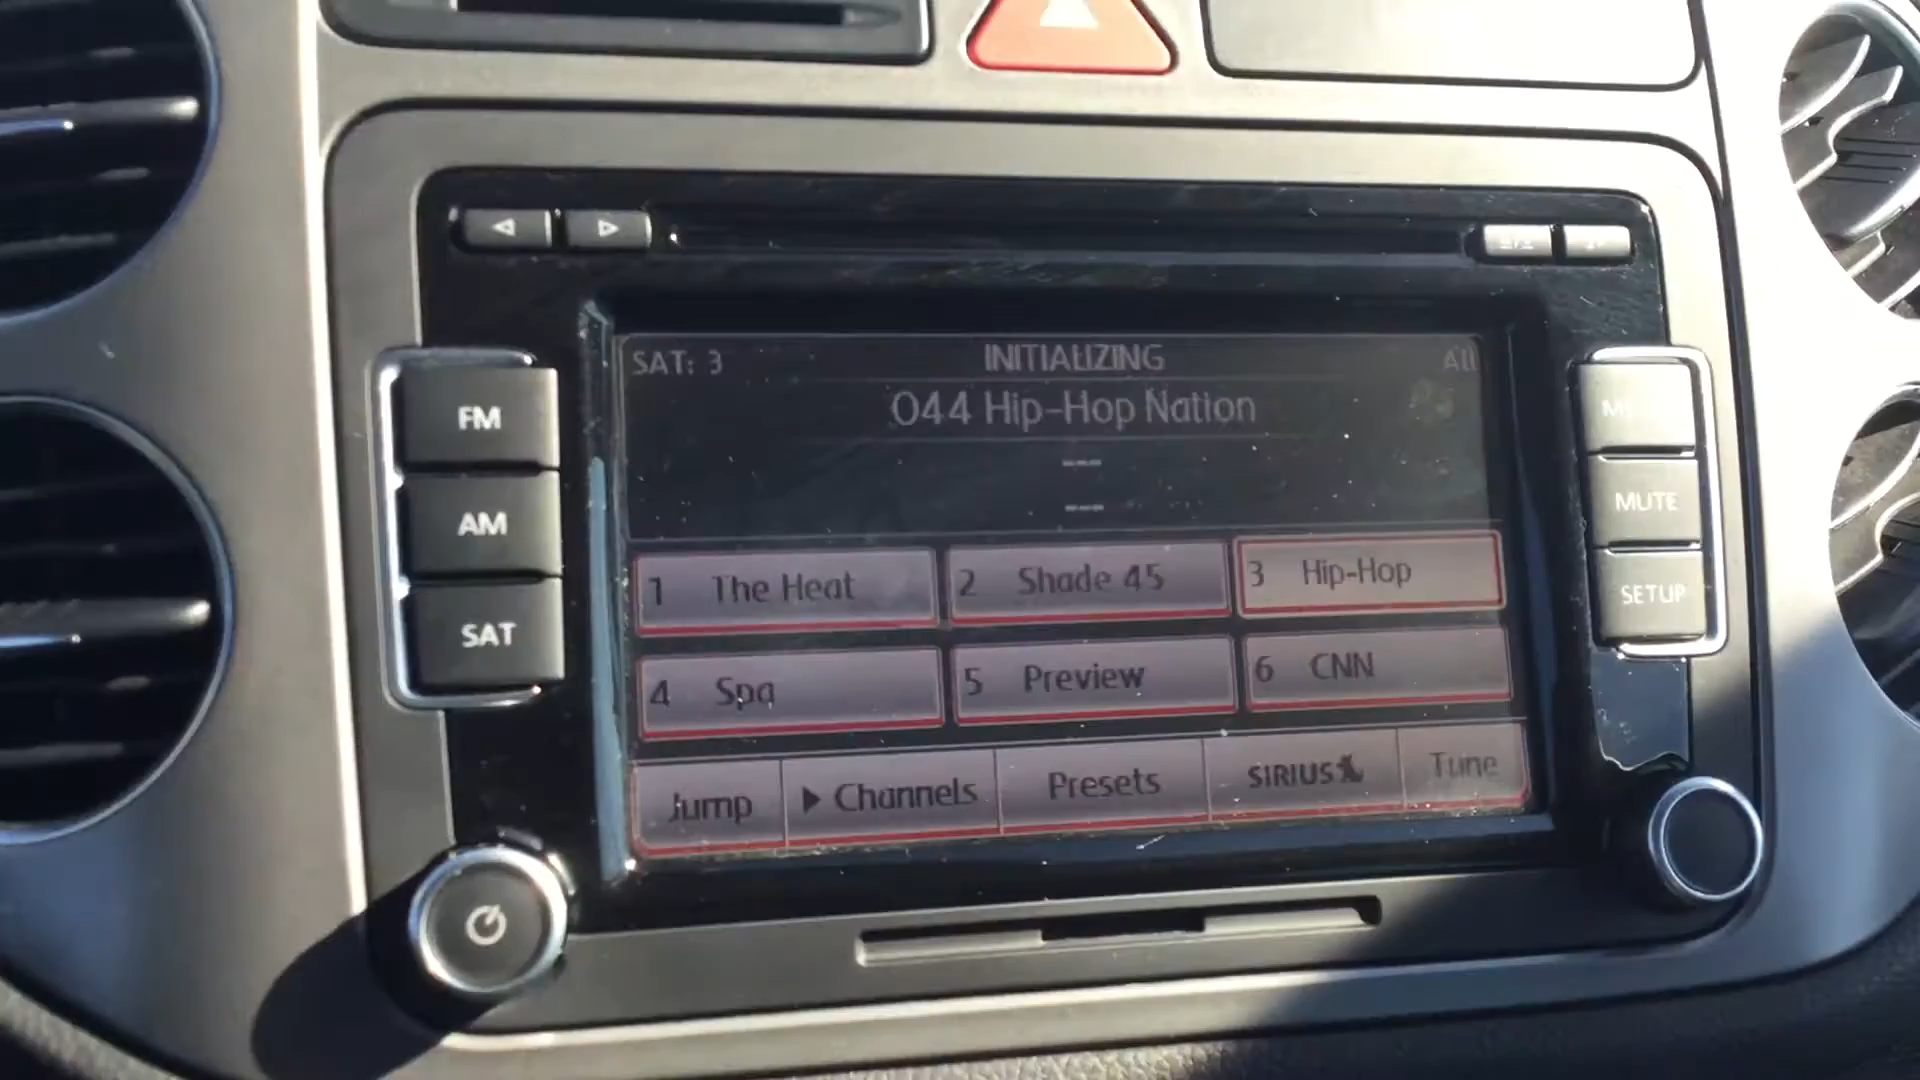 SAT: 3 INITIALIZING All
044 Hip-Hop Nation
---
---
1 The Heat 2 Shade 45 3 Hip-Hop
4 Spa 5 Preview 6 CNN
Jump Channels Presets SIRIUS Tune
FM
AM
SAT
MUTE
SETUP